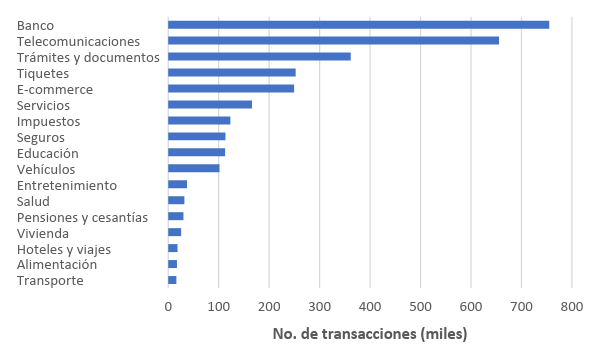 Banco
Telecomunicaciones
Trámites y documentos
Tiquetes
E-commerce
Servicios
Impuestos
Seguros
Educación
Vehículos
Entretenimiento
Salud
Pensiones y cesantías
Vivienda
Hoteles y viajes
Alimentación
Transporte
0 100 200 300 400 500 600 700 800
No. de transacciones (miles)